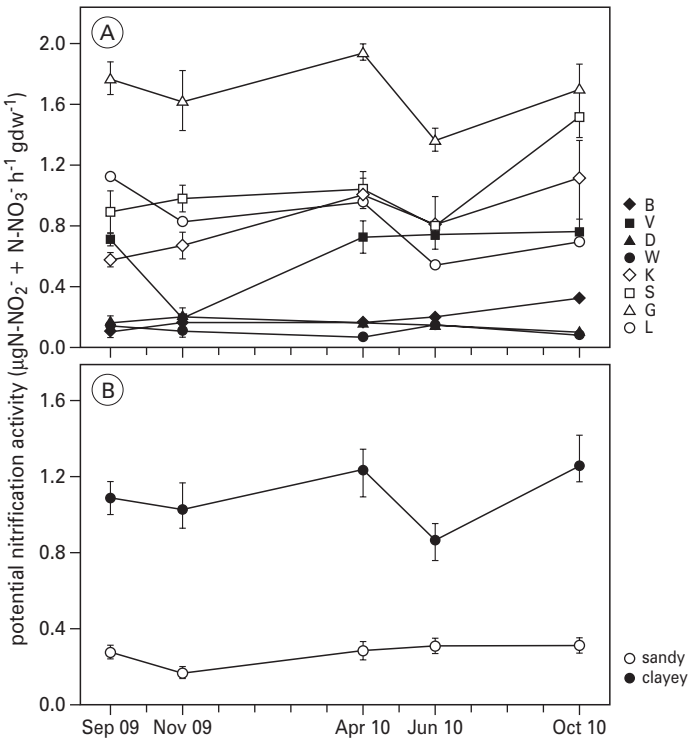 A
2.0
1.6
1.2
0.8
0.4
0.0
B
V
D
W
K
S
G
L
potential nitrification activity (µgN-NO₂⁻ + N-NO₃⁻ h⁻¹ gdw⁻¹)
B
1.6
1.2
0.8
0.4
0.0
sandy
clayey
Sep 09 Nov 09 Apr 10 Jun 10 Oct 10